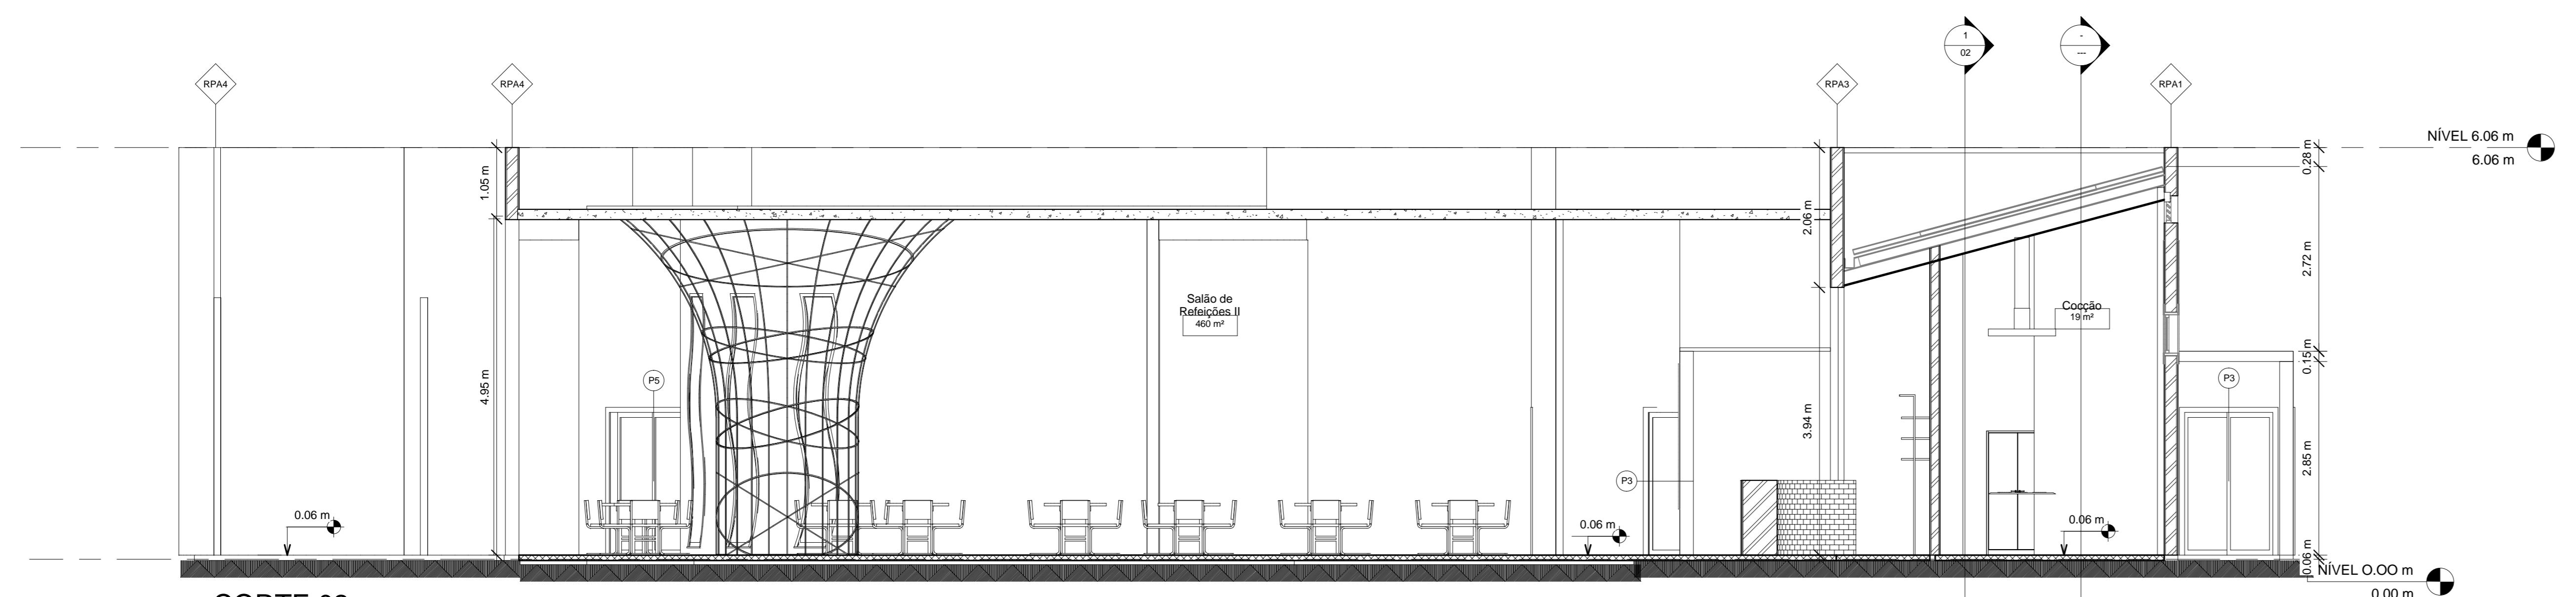 1
02
-
---
RPA4
RPA4
RPA3
RPA1
NÍVEL 6.06 m
6.06 m
0.28 m
1.05 m
2.06 m
2.72 m
Salão de
Refeições II
460 m²
Cocção
19 m²
0.15 m
P5
P3
4.95 m
3.94 m
2.85 m
P3
0.06 m
0.06 m
0.06 m
0.06 m
NÍVEL O.OO m
0.00 m